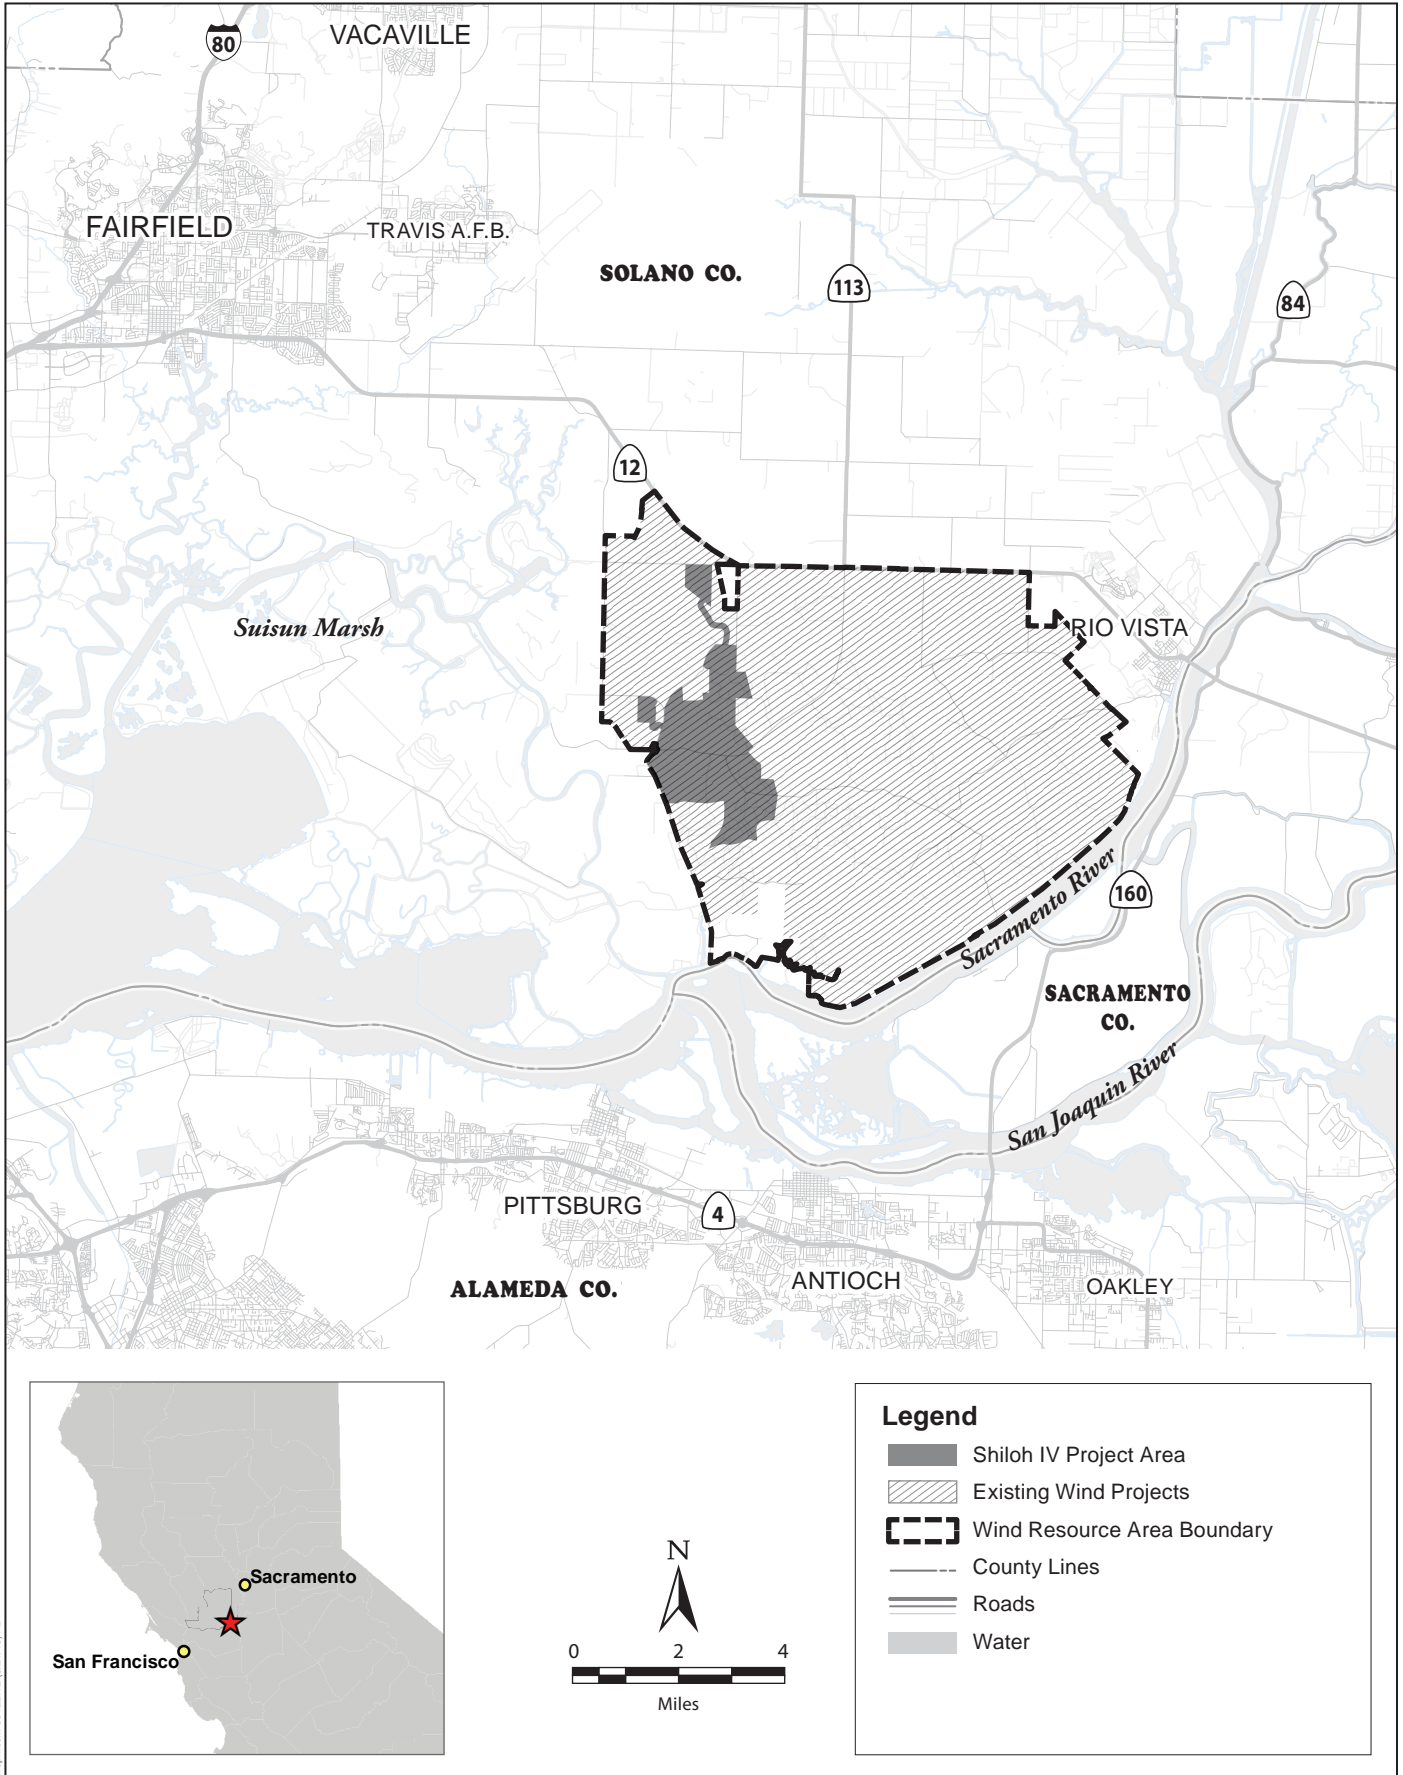 VACAVILLE
80
FAIRFIELD
TRAVIS A.F.B.
SOLANO CO.
113
84
12
Suisun Marsh
RIO VISTA
Sacramento River
160
SACRAMENTO
CO.
San Joaquin River
PITTSBURG
4
ALAMEDA CO.
ANTIOCH
OAKLEY
Sacramento
San Francisco
N
0 2 4
Miles
Legend
Shiloh IV Project Area
Existing Wind Projects
Wind Resource Area Boundary
County Lines
Roads
Water